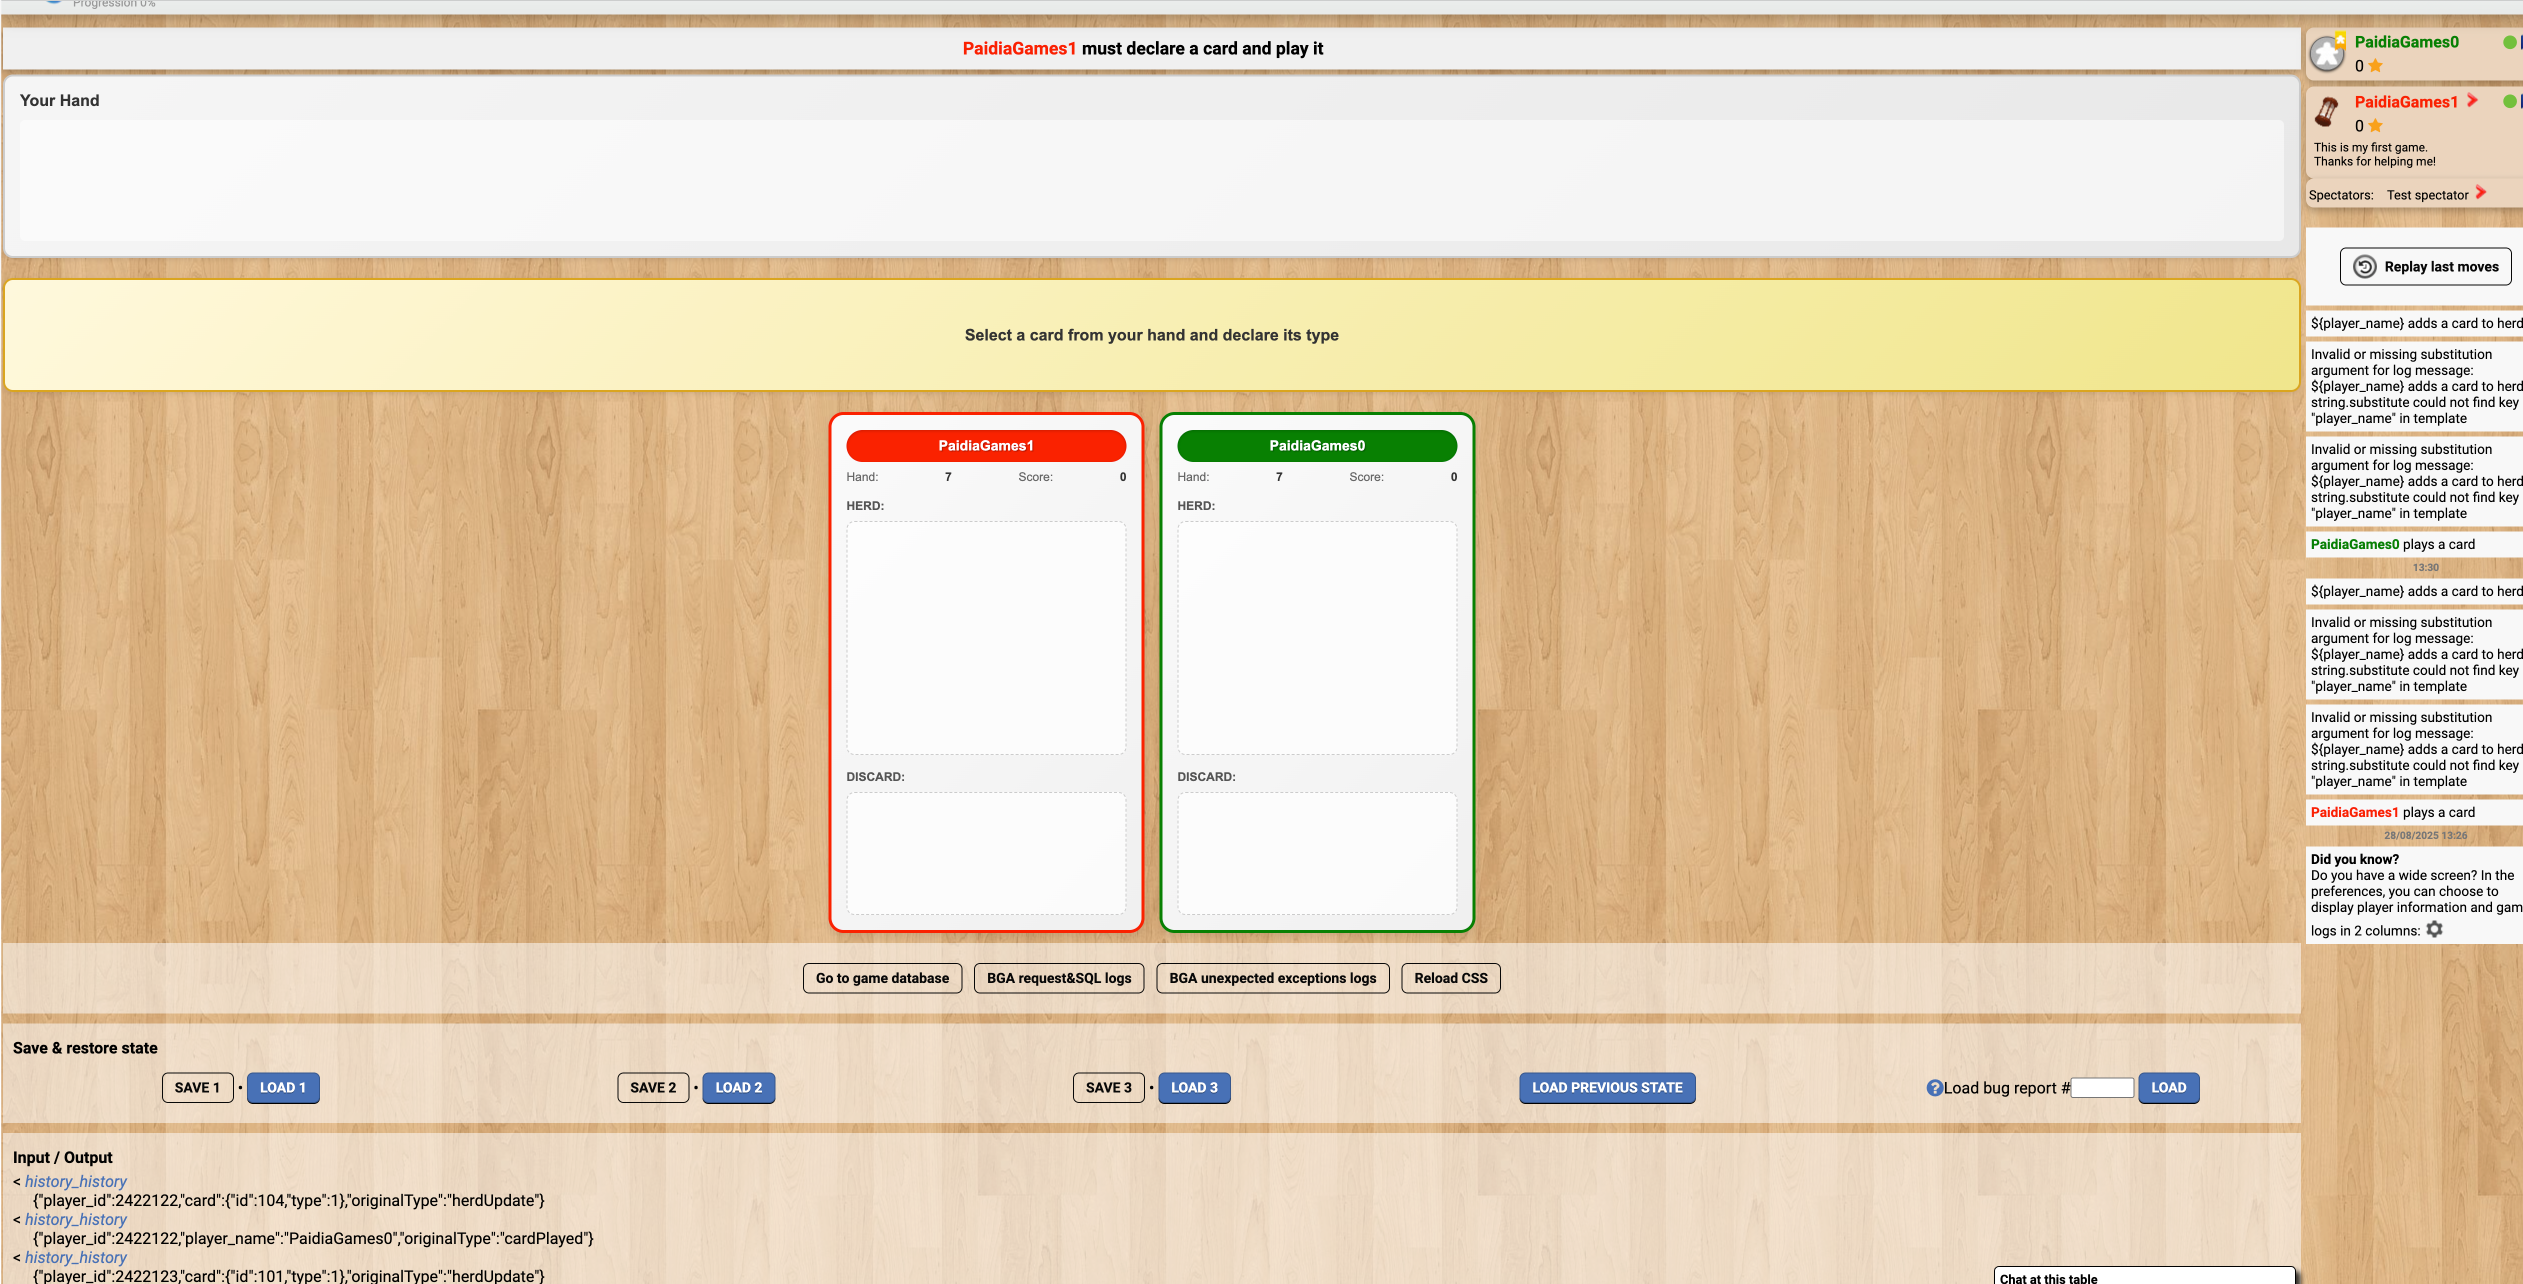 Progression 0%
PaidiaGames1 must declare a card and play it
Your Hand
Select a card from your hand and declare its type
PaidiaGames1
Hand: 7 Score: 0
HERD:
DISCARD:
PaidiaGames0
Hand: 7 Score: 0
HERD:
DISCARD:
Go to game database
BGA request&SQL logs
BGA unexpected exceptions logs
Reload CSS
Save & restore state
SAVE 1 • LOAD 1
SAVE 2 • LOAD 2
SAVE 3 • LOAD 3
LOAD PREVIOUS STATE
?Load bug report # LOAD
Input / Output
< history_history
{"player_id":2422122,"card":{"id":104,"type":1},"originalType":"herdUpdate"}
< history_history
{"player_id":2422122,"player_name":"PaidiaGames0","originalType":"cardPlayed"}
< history_history
{"player_id":2422123,"card":{"id":101,"type":1},"originalType":"herdUpdate"}
PaidiaGames0
0
PaidiaGames1
0
This is my first game.
Thanks for helping me!
Spectators: Test spectator
Replay last moves
${player_name} adds a card to herd
Invalid or missing substitution
argument for log message:
${player_name} adds a card to herd
string.substitute could not find key
"player_name" in template
Invalid or missing substitution
argument for log message:
${player_name} adds a card to herd
string.substitute could not find key
"player_name" in template
PaidiaGames0 plays a card
13:30
${player_name} adds a card to herd
Invalid or missing substitution
argument for log message:
${player_name} adds a card to herd
string.substitute could not find key
"player_name" in template
Invalid or missing substitution
argument for log message:
${player_name} adds a card to herd
string.substitute could not find key
"player_name" in template
PaidiaGames1 plays a card
28/08/2025 13:26
Did you know?
Do you have a wide screen? In the
preferences, you can choose to
display player information and gam
logs in 2 columns:
Chat at this table